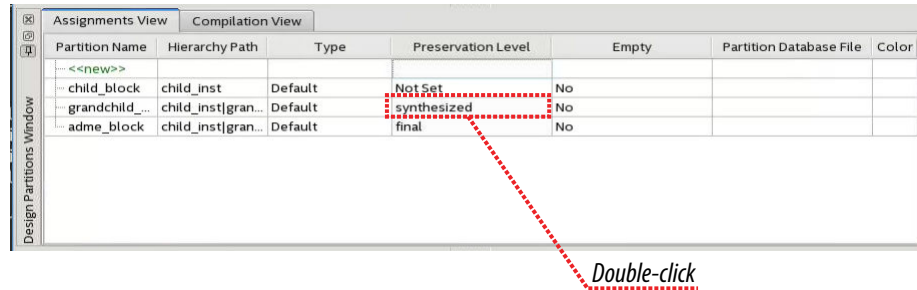 Assignments View Compilation View
Partition Name Hierarchy Path Type Preservation Level Empty Partition Database File Color
<<new>>
child_block child_inst Default Not Set No
grandchild_... child_inst|gran... Default synthesized No
adme_block child_inst|gran... Default final No
Design Partitions Window
Double-click